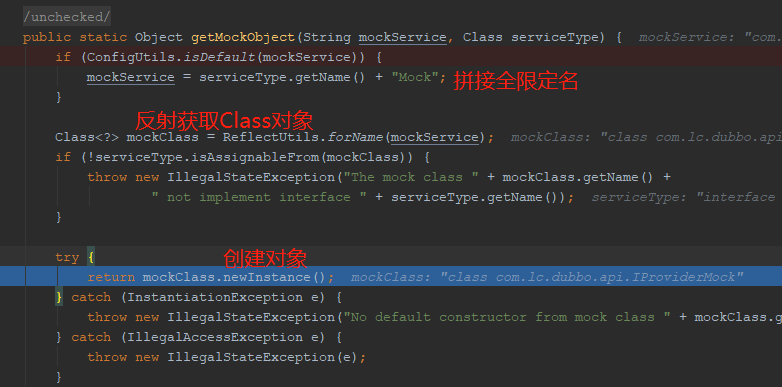 /unchecked/
public static Object getMockObject(String mockService, Class serviceType) { mockService: "com.
if (ConfigUtils.isDefault(mockService)) {
mockService = serviceType.getName() + "Mock"; 拼接全限定名
}
反射获取Class对象
Class<?> mockClass = ReflectUtils.forName(mockService); mockClass: "class com.lc.dubbo.api
if (!serviceType.isAssignableFrom(mockClass)) {
throw new IllegalStateException("The mock class " + mockClass.getName() +
" not implement interface " + serviceType.getName()); serviceType: "interface
}
try { 创建对象
return mockClass.newInstance(); mockClass: "class com.lc.dubbo.api.IProviderMock"
} catch (InstantiationException e) {
throw new IllegalStateException("No default constructor from mock class " + mockClass.g
} catch (IllegalAccessException e) {
throw new IllegalStateException(e);
}